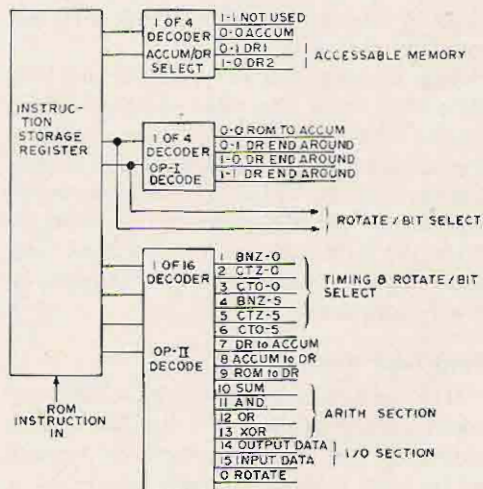 1 OF 4
DECODER
ACCUM/DR
SELECT
1-1 NOT USED
0-0 ACCUM
0-1 DR1
1-0 DR2
ACCESSABLE MEMORY
INSTRUC-
TION
STORAGE
REGISTER
1 OF 4
DECODER
OP-I
DECODE
0-0 ROM TO ACCUM
0-1 DR END AROUND
1-0 DR END AROUND
1-1 DR END AROUND
ROTATE/BIT SELECT
1 OF 16
DECODER
OP-II
DECODE
1 BNZ-0
2 CTZ-0
3 CTO-0
4 BNZ-5
5 CTZ-5
6 CTO-5
TIMING & ROTATE/BIT
SELECT
7 DR to ACCUM
8 ACCUM to DR
9 ROM to DR
10 SUM
11 AND
12 OR
13 XOR
ARITH SECTION
14 OUTPUT DATA
15 INPUT DATA
I/O SECTION
0 ROTATE
ROM
INSTRUCTION
IN